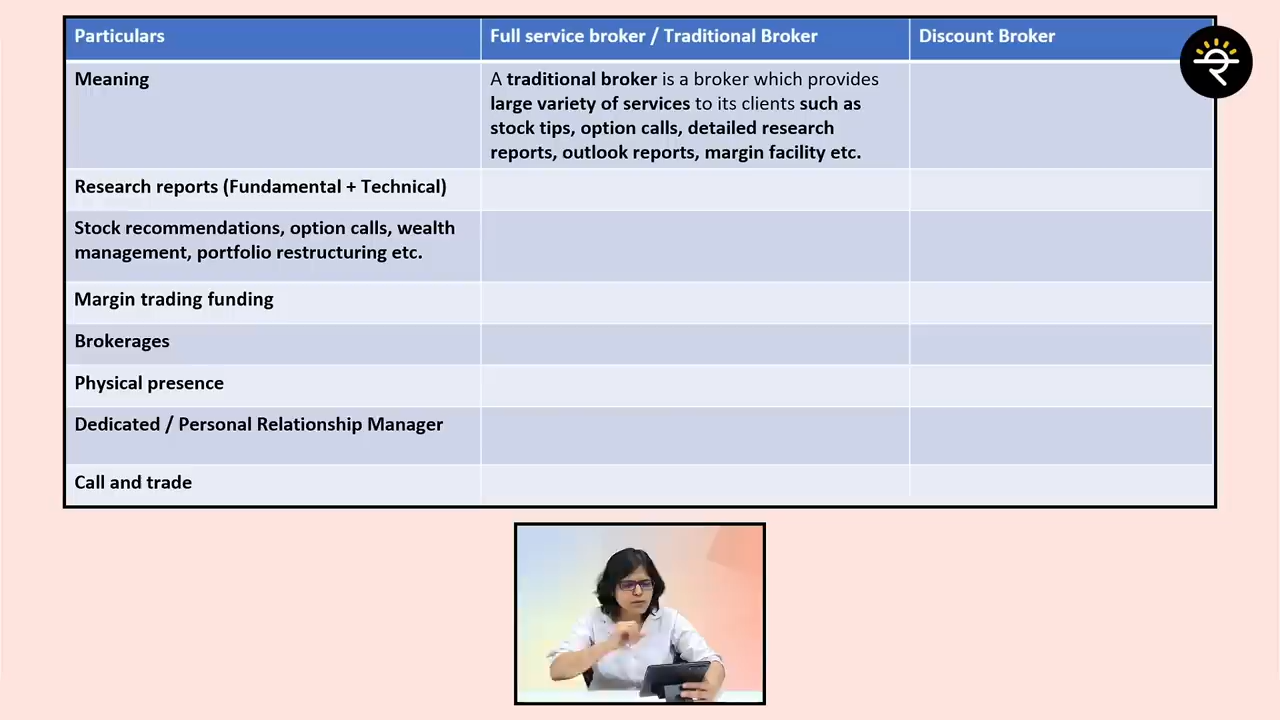 Particulars
Full service broker / Traditional Broker
Discount Broker
Meaning
A traditional broker is a broker which provides
large variety of services to its clients such as
stock tips, option calls, detailed research
reports, outlook reports, margin facility etc.
Research reports (Fundamental + Technical)
Stock recommendations, option calls, wealth
management, portfolio restructuring etc.
Margin trading funding
Brokerages
Physical presence
Dedicated / Personal Relationship Manager
Call and trade